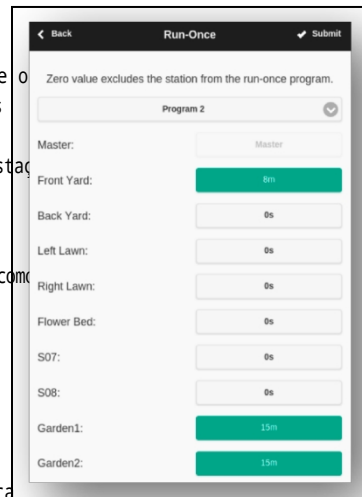 Back Run-Once Submit
Zero value excludes the station from the run-once program.
Program 2
Master: Master
Front Yard: 8m
Back Yard: 0s
Left Lawn: 0s
Right Lawn: 0s
Flower Bed: 0s
S07: 0s
S08: 0s
Garden1: 15m
Garden2: 15m